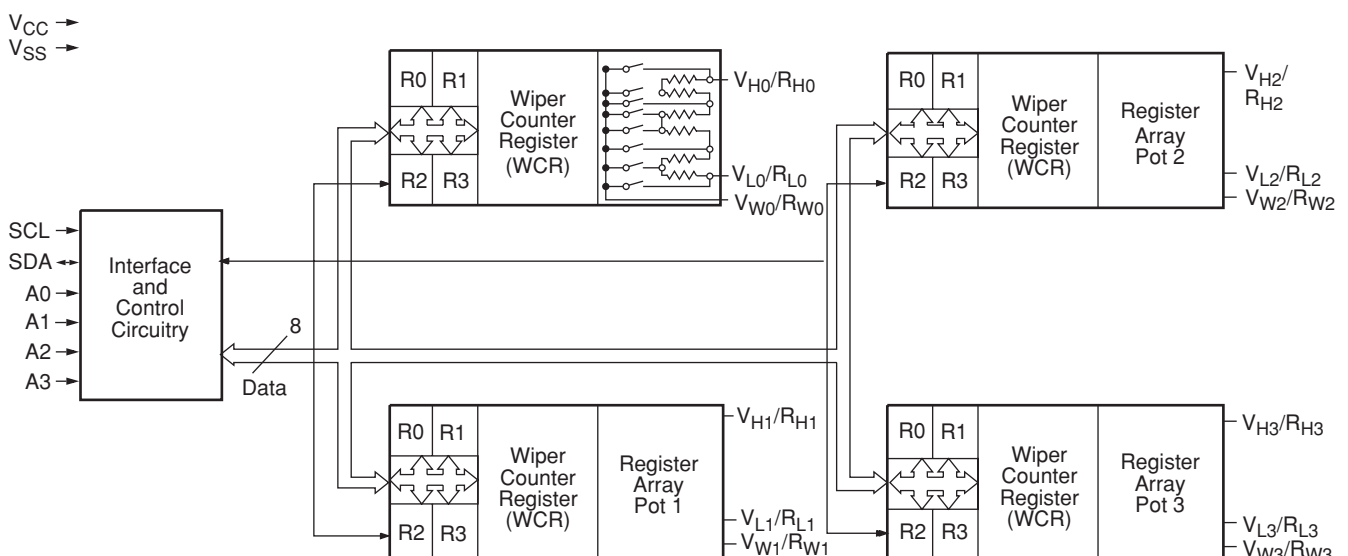 VCC
VSS
R0 R1
R2 R3
Wiper
Counter
Register
(WCR)
VH0/RH0
VL0/RL0
VW0/RW0
R0 R1
R2 R3
Wiper
Counter
Register
(WCR)
Register
Array
Pot 2
VH2/
RH2
VL2/RL2
VW2/RW2
SCL
SDA
A0
A1
A2
A3
Interface
and
Control
Circuitry
8
Data
R0 R1
R2 R3
Wiper
Counter
Register
(WCR)
Register
Array
Pot 1
VH1/RH1
VL1/RL1
VW1/RW1
R0 R1
R2 R3
Wiper
Counter
Register
(WCR)
Register
Array
Pot 3
VH3/RH3
VL3/RL3
VW3/RW3